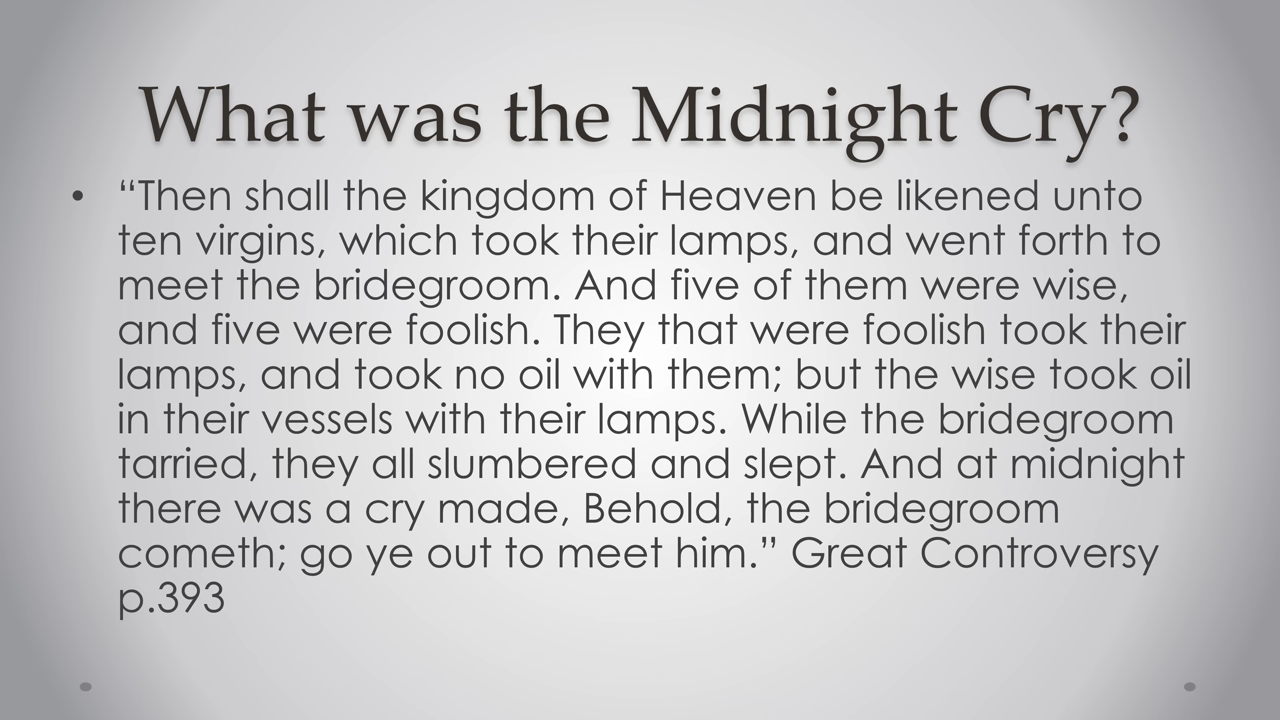 What was the Midnight Cry?
• “Then shall the kingdom of Heaven be likened unto
ten virgins, which took their lamps, and went forth to
meet the bridegroom. And five of them were wise,
and five were foolish. They that were foolish took their
lamps, and took no oil with them; but the wise took oil
in their vessels with their lamps. While the bridegroom
tarried, they all slumbered and slept. And at midnight
there was a cry made, Behold, the bridegroom
cometh; go ye out to meet him.” Great Controversy
p.393